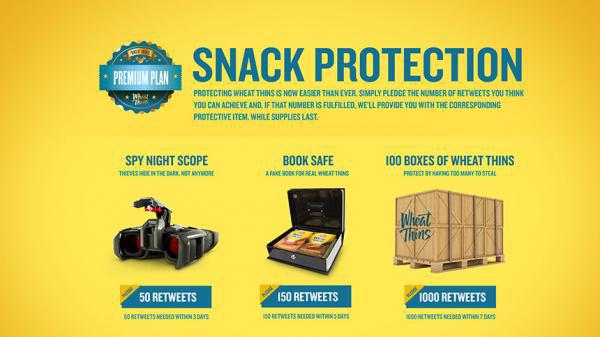 WHEAT THINS
PREMIUM PLAN
Wheat
Thins
SNACK PROTECTION
PROTECTING WHEAT THINS IS NOW EASIER THAN EVER. SIMPLY PLEDGE THE NUMBER OF RETWEETS YOU THINK
YOU CAN ACHIEVE AND, IF THAT NUMBER IS FULFILLED, WE'LL PROVIDE YOU WITH THE CORRESPONDING
PROTECTIVE ITEM. WHILE SUPPLIES LAST.
SPY NIGHT SCOPE
THIEVES HIDE IN THE DARK. NOT ANYMORE
PLEDGE
50 RETWEETS
50 RETWEETS NEEDED WITHIN 3 DAYS
BOOK SAFE
A FAKE BOOK FOR REAL WHEAT THINS
PLEDGE
150 RETWEETS
150 RETWEETS NEEDED WITHIN 5 DAYS
100 BOXES OF WHEAT THINS
PROTECT BY HAVING TOO MANY TO STEAL
Wheat
Thins
PLEDGE
1000 RETWEETS
1000 RETWEETS NEEDED WITHIN 7 DAYS